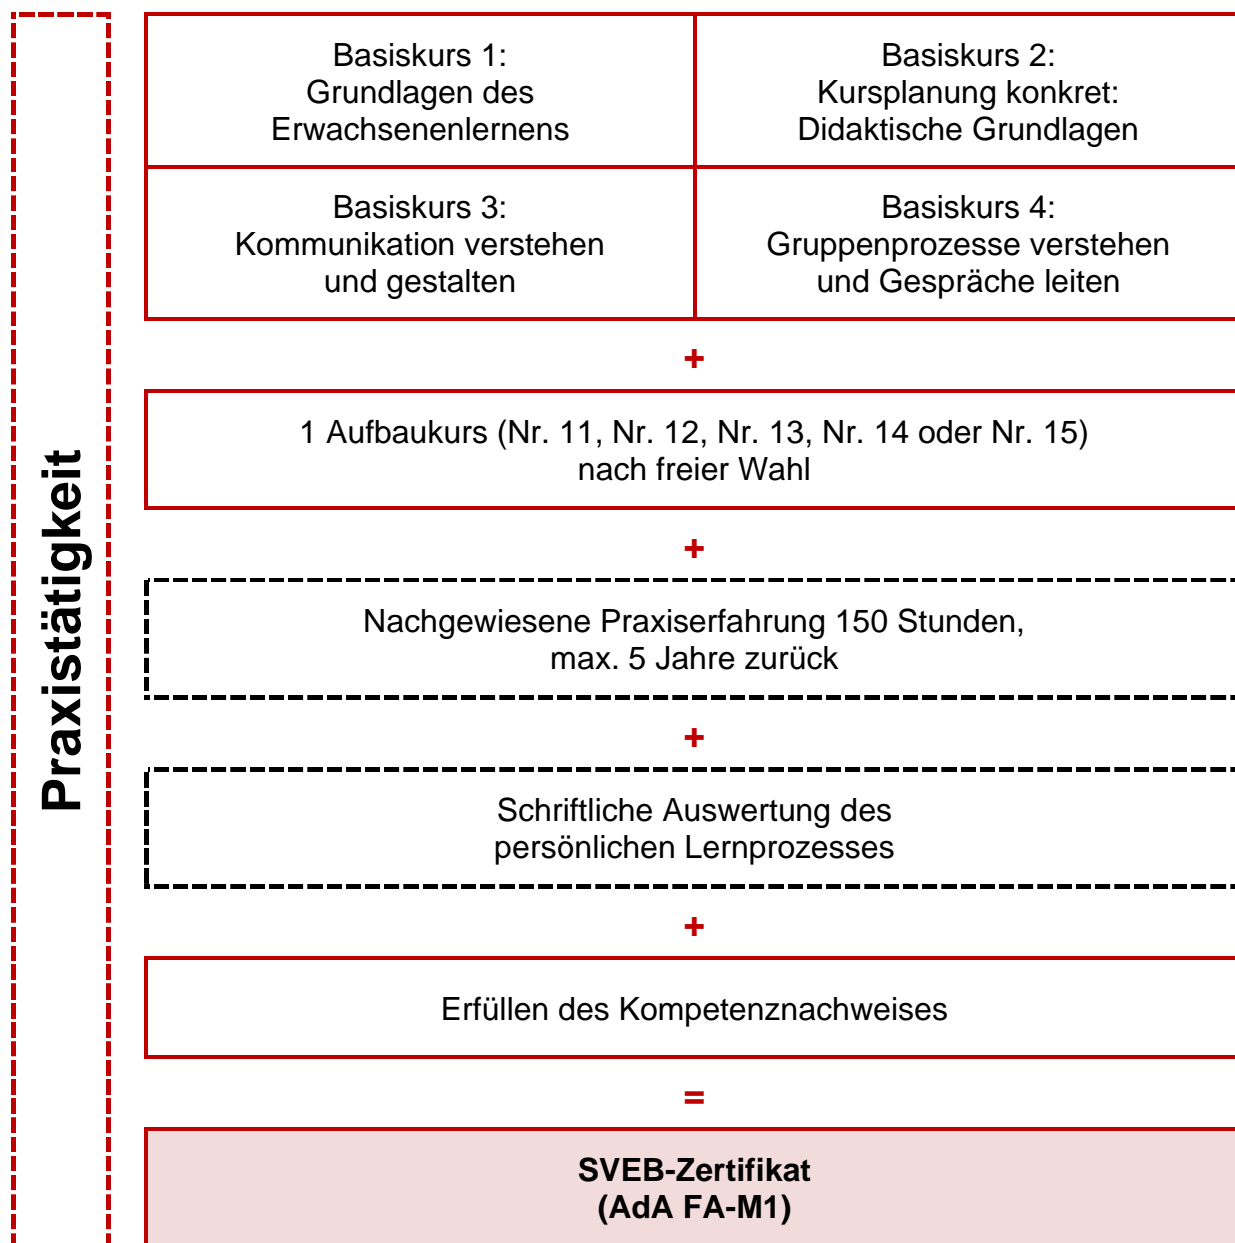 Praxistätigkeit
Basiskurs 1:
Grundlagen des
Erwachsenenlernens
Basiskurs 2:
Kursplanung konkret:
Didaktische Grundlagen
Basiskurs 3:
Kommunikation verstehen
und gestalten
Basiskurs 4:
Gruppenprozesse verstehen
und Gespräche leiten
+
1 Aufbaukurs (Nr. 11, Nr. 12, Nr. 13, Nr. 14 oder Nr. 15)
nach freier Wahl
+
Nachgewiesene Praxiserfahrung 150 Stunden,
max. 5 Jahre zurück
+
Schriftliche Auswertung des
persönlichen Lernprozesses
+
Erfüllen des Kompetenznachweises
=
SVEB-Zertifikat
(AdA FA-M1)